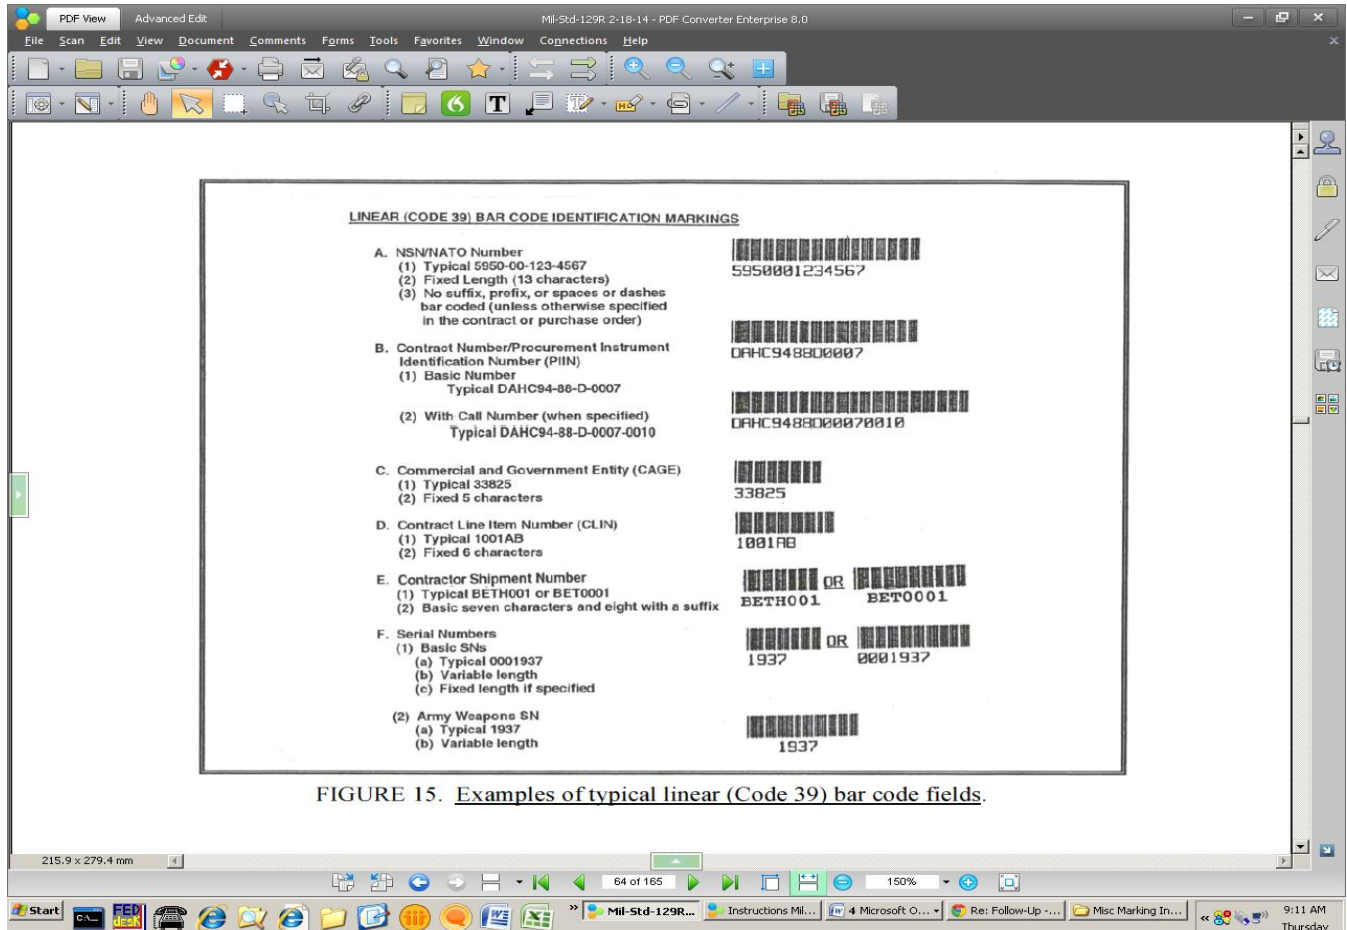 PDF View
Advanced Edit
Mil-Std-129R 2-18-14 - PDF Converter Enterprise 8.0
File Scan Edit View Document Comments Forms Tools Favorites Window Connections Help
LINEAR (CODE 39) BAR CODE IDENTIFICATION MARKINGS
A. NSN/NATO Number
(1) Typical 5950-00-123-4567
(2) Fixed Length (13 characters)
(3) No suffix, prefix, or spaces or dashes
bar coded (unless otherwise specified
in the contract or purchase order)
5950001234567
B. Contract Number/Procurement Instrument
Identification Number (PIIN)
(1) Basic Number
Typical DAHC94-88-D-0007
DAHC9488D0007
(2) With Call Number (when specified)
Typical DAHC94-88-D-0007-0010
DAHC9488D00070010
C. Commercial and Government Entity (CAGE)
(1) Typical 33825
(2) Fixed 5 characters
33825
D. Contract Line Item Number (CLIN)
(1) Typical 1001AB
(2) Fixed 6 characters
1001AB
E. Contractor Shipment Number
(1) Typical BETH001 or BET0001
(2) Basic seven characters and eight with a suffix
OR
BETH001 BET0001
F. Serial Numbers
(1) Basic SNs
(a) Typical 0001937
(b) Variable length
(c) Fixed length if specified
OR
1937 0001937
(2) Army Weapons SN
(a) Typical 1937
(b) Variable length
1937
FIGURE 15. Examples of typical linear (Code 39) bar code fields.
215.9 x 279.4 mm
64 of 165
150%
Start
FED
desK
Mil-Std-129R...
Instructions Mil...
4 Microsoft O...
Re: Follow-Up -...
Misc Marking In...
9:11 AM
Thursday